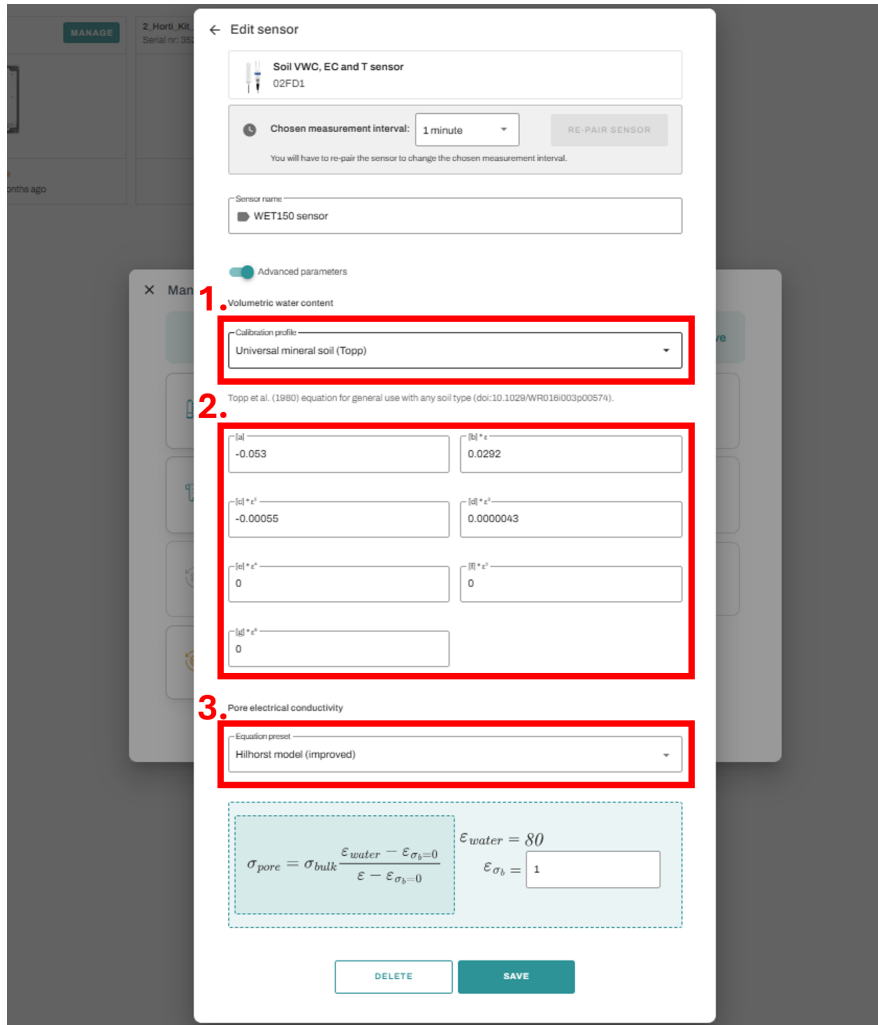 MANAGE
2_Horti_Kit_
Serial nr: 352
onths ago
Man
ve
← Edit sensor
Soil VWC, EC and T sensor
02FD1
Chosen measurement interval: 1 minute
RE-PAIR SENSOR
You will have to re-pair the sensor to change the chosen measurement interval.
Sensor name
WET150 sensor
Advanced parameters
1.
Volumetric water content
Calibration profile
Universal mineral soil (Topp)
Topp et al. (1980) equation for general use with any soil type (doi:10.1029/WR016i003p00574).
2.
[a]
-0.053
[b] * ε
0.0292
[c] * ε²
-0.00055
[d] * ε³
0.0000043
[e] * ε⁴
0
[f] * ε⁵
0
[g] * ε⁶
0
3.
Pore electrical conductivity
Equation preset
Hilhorst model (improved)
σ_pore = σ_bulk (ε_water − ε_σb=0) / (ε − ε_σb=0)
ε_water = 80
ε_σb = 1
DELETE
SAVE